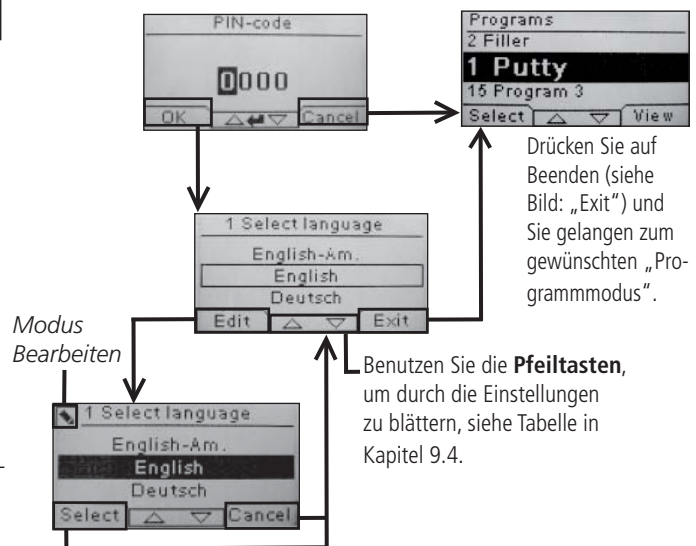 PIN-code
0000
OK
Cancel
Programs
2 Filler
1 Putty
15 Program 3
Select
View
Drücken Sie auf
Beenden (siehe
Bild: „Exit“) und
Sie gelangen zum
gewünschten „Pro-
grammmodus“.
1 Select language
English-Am.
English
Deutsch
Edit
Exit
Modus
Bearbeiten
Benutzen Sie die Pfeiltasten,
um durch die Einstellungen
zu blättern, siehe Tabelle in
Kapitel 9.4.
1 Select language
English-Am.
English
Deutsch
Select
Cancel